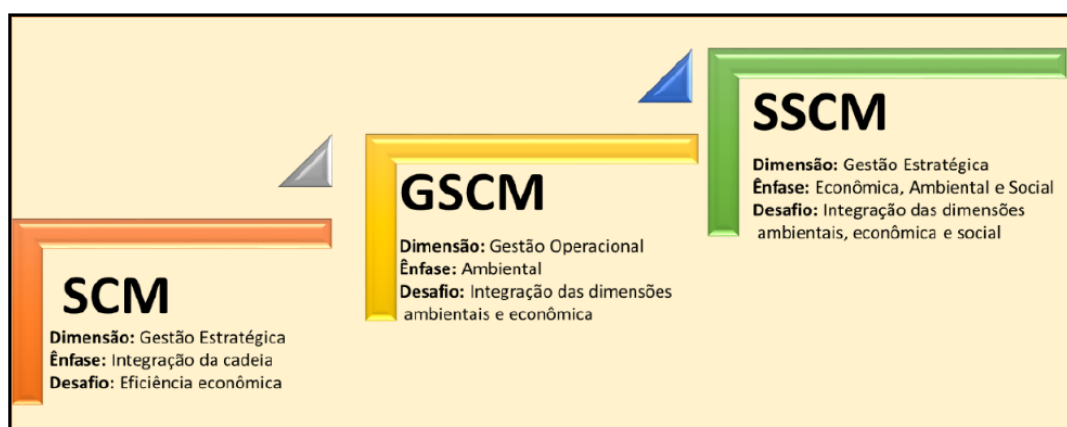 SCM
Dimensão: Gestão Estratégica
Ênfase: Integração da cadeia
Desafio: Eficiência econômica
GSCM
Dimensão: Gestão Operacional
Ênfase: Ambiental
Desafio: Integração das dimensões
ambientais e econômica
SSCM
Dimensão: Gestão Estratégica
Ênfase: Econômica, Ambiental e Social
Desafio: Integração das dimensões
ambientais, econômica e social